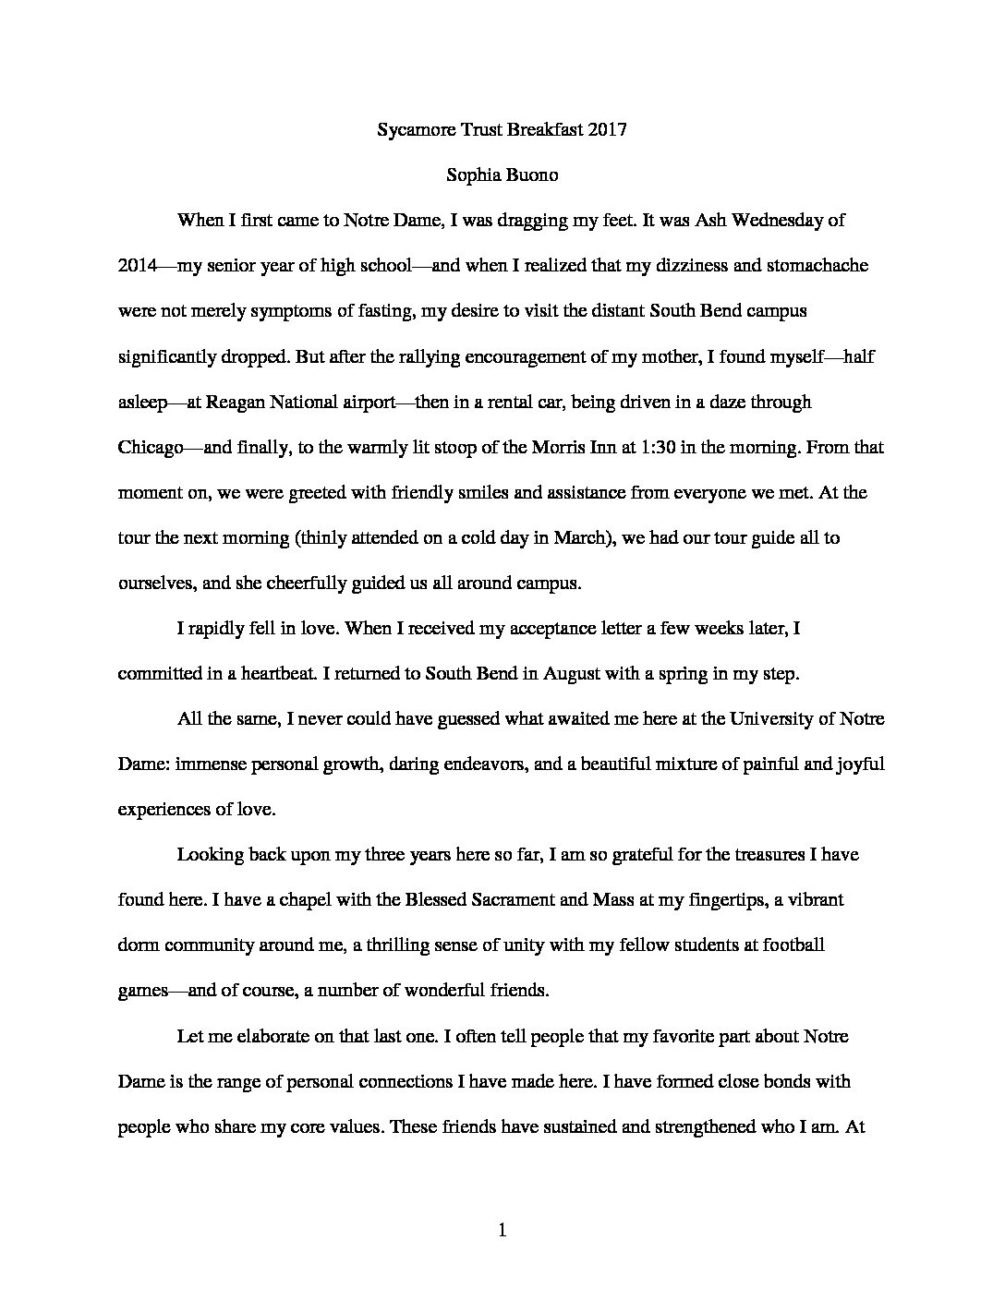 Sycamore Trust Breakfast 2017
Sophia Buono
When I first came to Notre Dame, I was dragging my feet. It was Ash Wednesday of
2014—my senior year of high school—and when I realized that my dizziness and stomachache
were not merely symptoms of fasting, my desire to visit the distant South Bend campus
significantly dropped. But after the rallying encouragement of my mother, I found myself—half
asleep—at Reagan National airport—then in a rental car, being driven in a daze through
Chicago—and finally, to the warmly lit stoop of the Morris Inn at 1:30 in the morning. From that
moment on, we were greeted with friendly smiles and assistance from everyone we met. At the
tour the next morning (thinly attended on a cold day in March), we had our tour guide all to
ourselves, and she cheerfully guided us all around campus.
I rapidly fell in love. When I received my acceptance letter a few weeks later, I
committed in a heartbeat. I returned to South Bend in August with a spring in my step.
All the same, I never could have guessed what awaited me here at the University of Notre
Dame: immense personal growth, daring endeavors, and a beautiful mixture of painful and joyful
experiences of love.
Looking back upon my three years here so far, I am so grateful for the treasures I have
found here. I have a chapel with the Blessed Sacrament and Mass at my fingertips, a vibrant
dorm community around me, a thrilling sense of unity with my fellow students at football
games—and of course, a number of wonderful friends.
Let me elaborate on that last one. I often tell people that my favorite part about Notre
Dame is the range of personal connections I have made here. I have formed close bonds with
people who share my core values. These friends have sustained and strengthened who I am. At
1